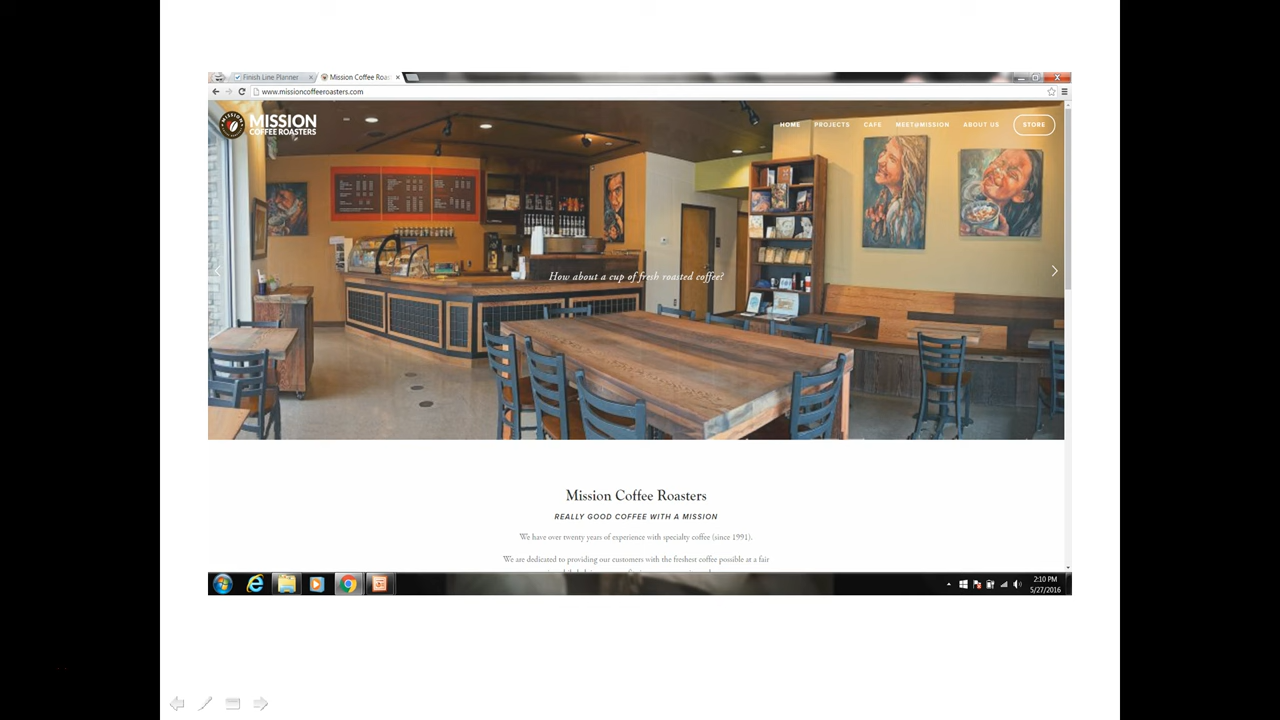 Finish Line Planner
Mission Coffee Roas
www.missioncoffeeroasters.com
MISSION
COFFEE ROASTERS
HOME PROJECTS CAFE MEET@MISSION ABOUT US STORE
How about a cup of fresh roasted coffee?
Mission Coffee Roasters
REALLY GOOD COFFEE WITH A MISSION
We have over twenty years of experience with specialty coffee (since 1991).
We are dedicated to providing our customers with the freshest coffee possible at a fair
2:10 PM
5/27/2016